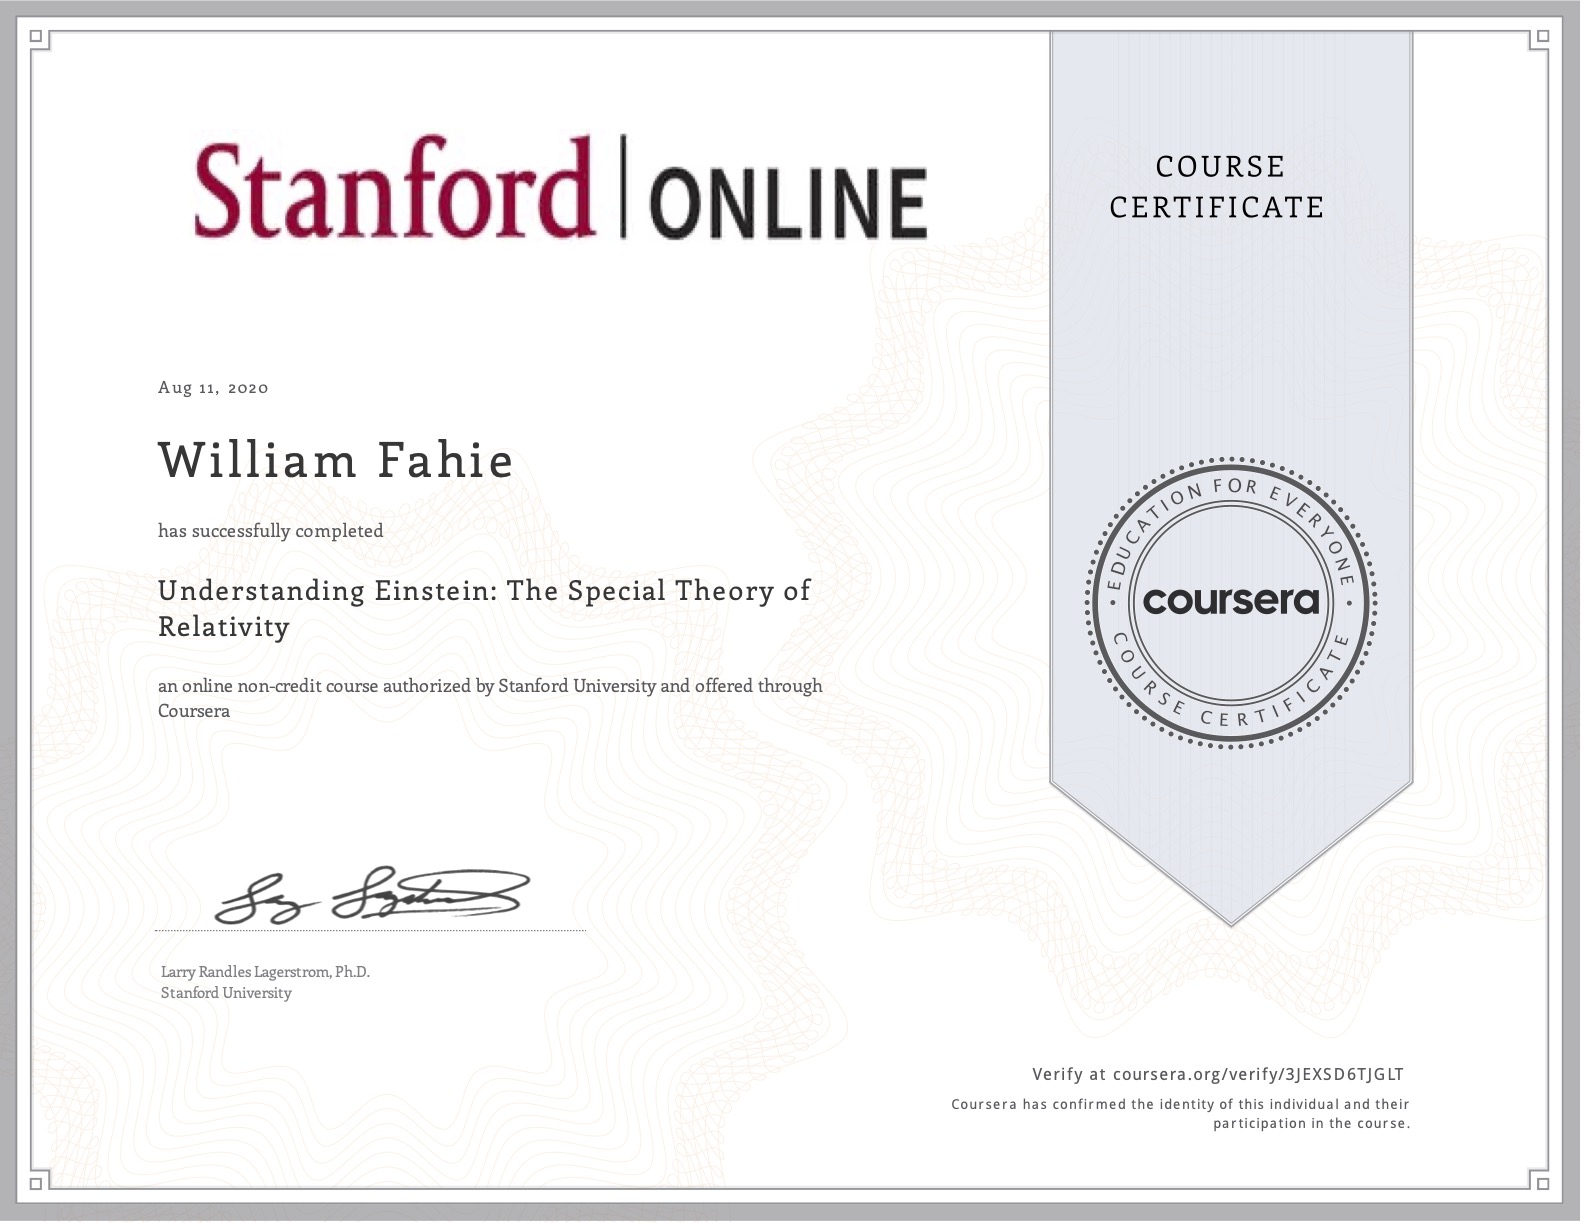 Stanford | ONLINE
COURSE
CERTIFICATE
Aug 11, 2020
William Fahie
has successfully completed
Understanding Einstein: The Special Theory of
Relativity
an online non-credit course authorized by Stanford University and offered through
Coursera
EDUCATION FOR EVERYONE
coursera
COURSE CERTIFICATE
Larry Randles Lagerstrom, Ph.D.
Stanford University
Verify at coursera.org/verify/3JEXSD6TJGLT
Coursera has confirmed the identity of this individual and their
participation in the course.